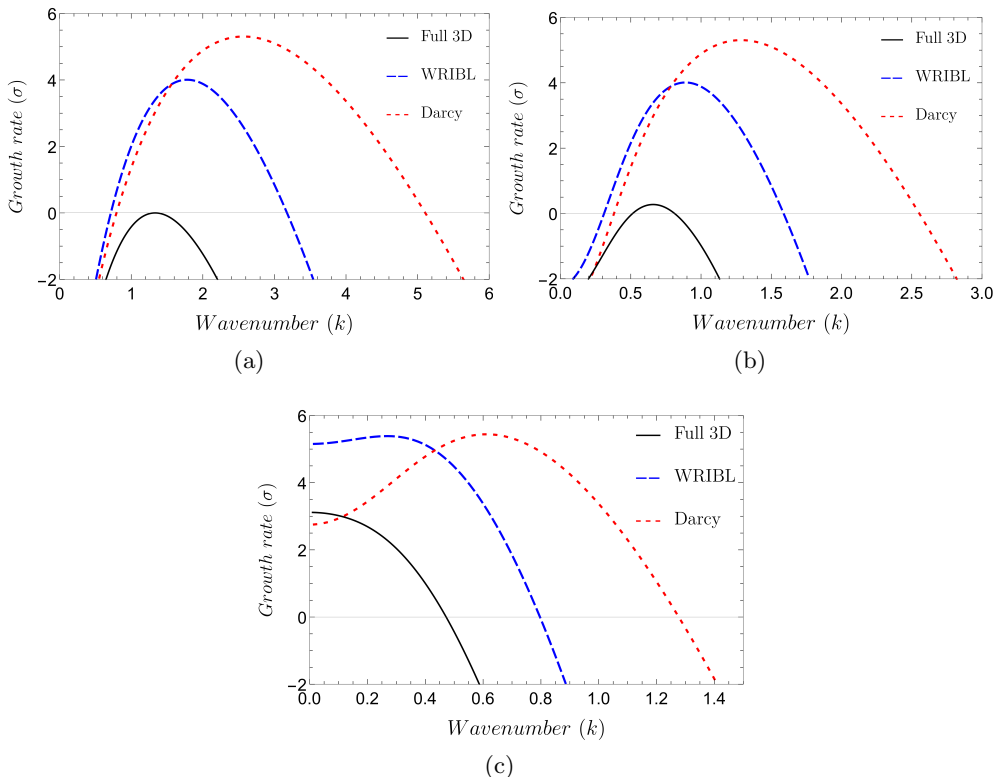 Full 3D
WRIBL
Darcy
Growth rate (σ)
6
4
2
0
−2
0 1 2 3 4 5 6
Wavenumber (k)
(a)
Full 3D
WRIBL
Darcy
Growth rate (σ)
6
4
2
0
−2
0.0 0.5 1.0 1.5 2.0 2.5 3.0
Wavenumber (k)
(b)
Full 3D
WRIBL
Darcy
Growth rate (σ)
6
4
2
0
−2
0.0 0.2 0.4 0.6 0.8 1.0 1.2 1.4
Wavenumber (k)
(c)